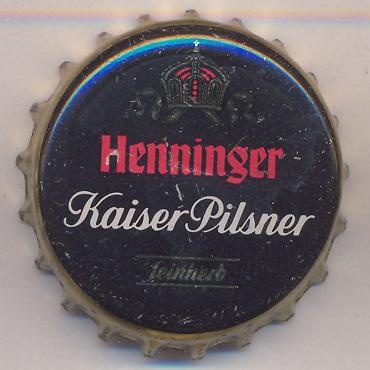 Henninger
Kaiser Pilsner
feinherb